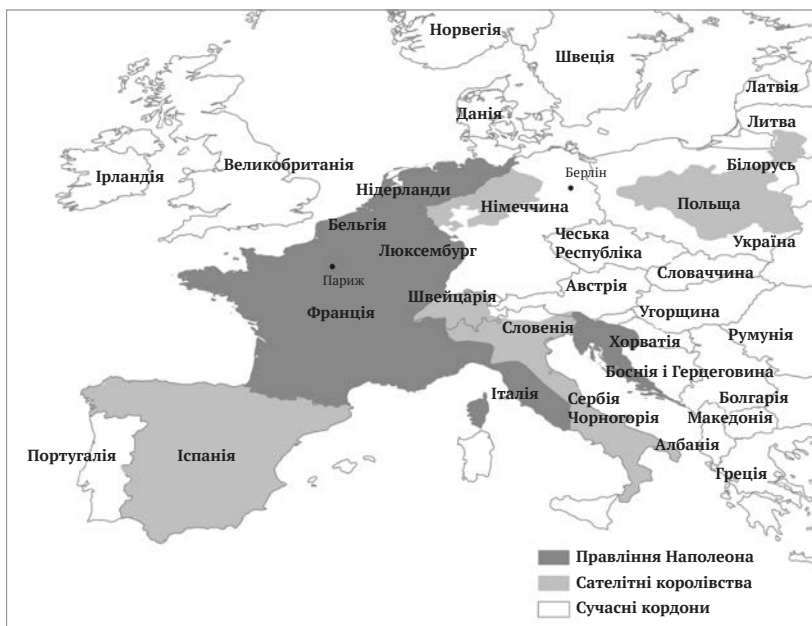 Норвегія
Швеція
Латвія
Данія
Литва
Ірландія
Великобританія
Білорусь
Берлін
Нідерланди
Німеччина
Польща
Бельгія
Люксембург
Чеська
Республіка
Україна
Словаччина
Париж
Швейцарія
Австрія
Франція
Угорщина
Словенія
Хорватія
Румунія
Боснія і Герцеговина
Італія
Сербія
Чорногорія
Болгарія
Македонія
Португалія
Іспанія
Албанія
Греція
Правління Наполеона
Сателітні королівства
Сучасні кордони